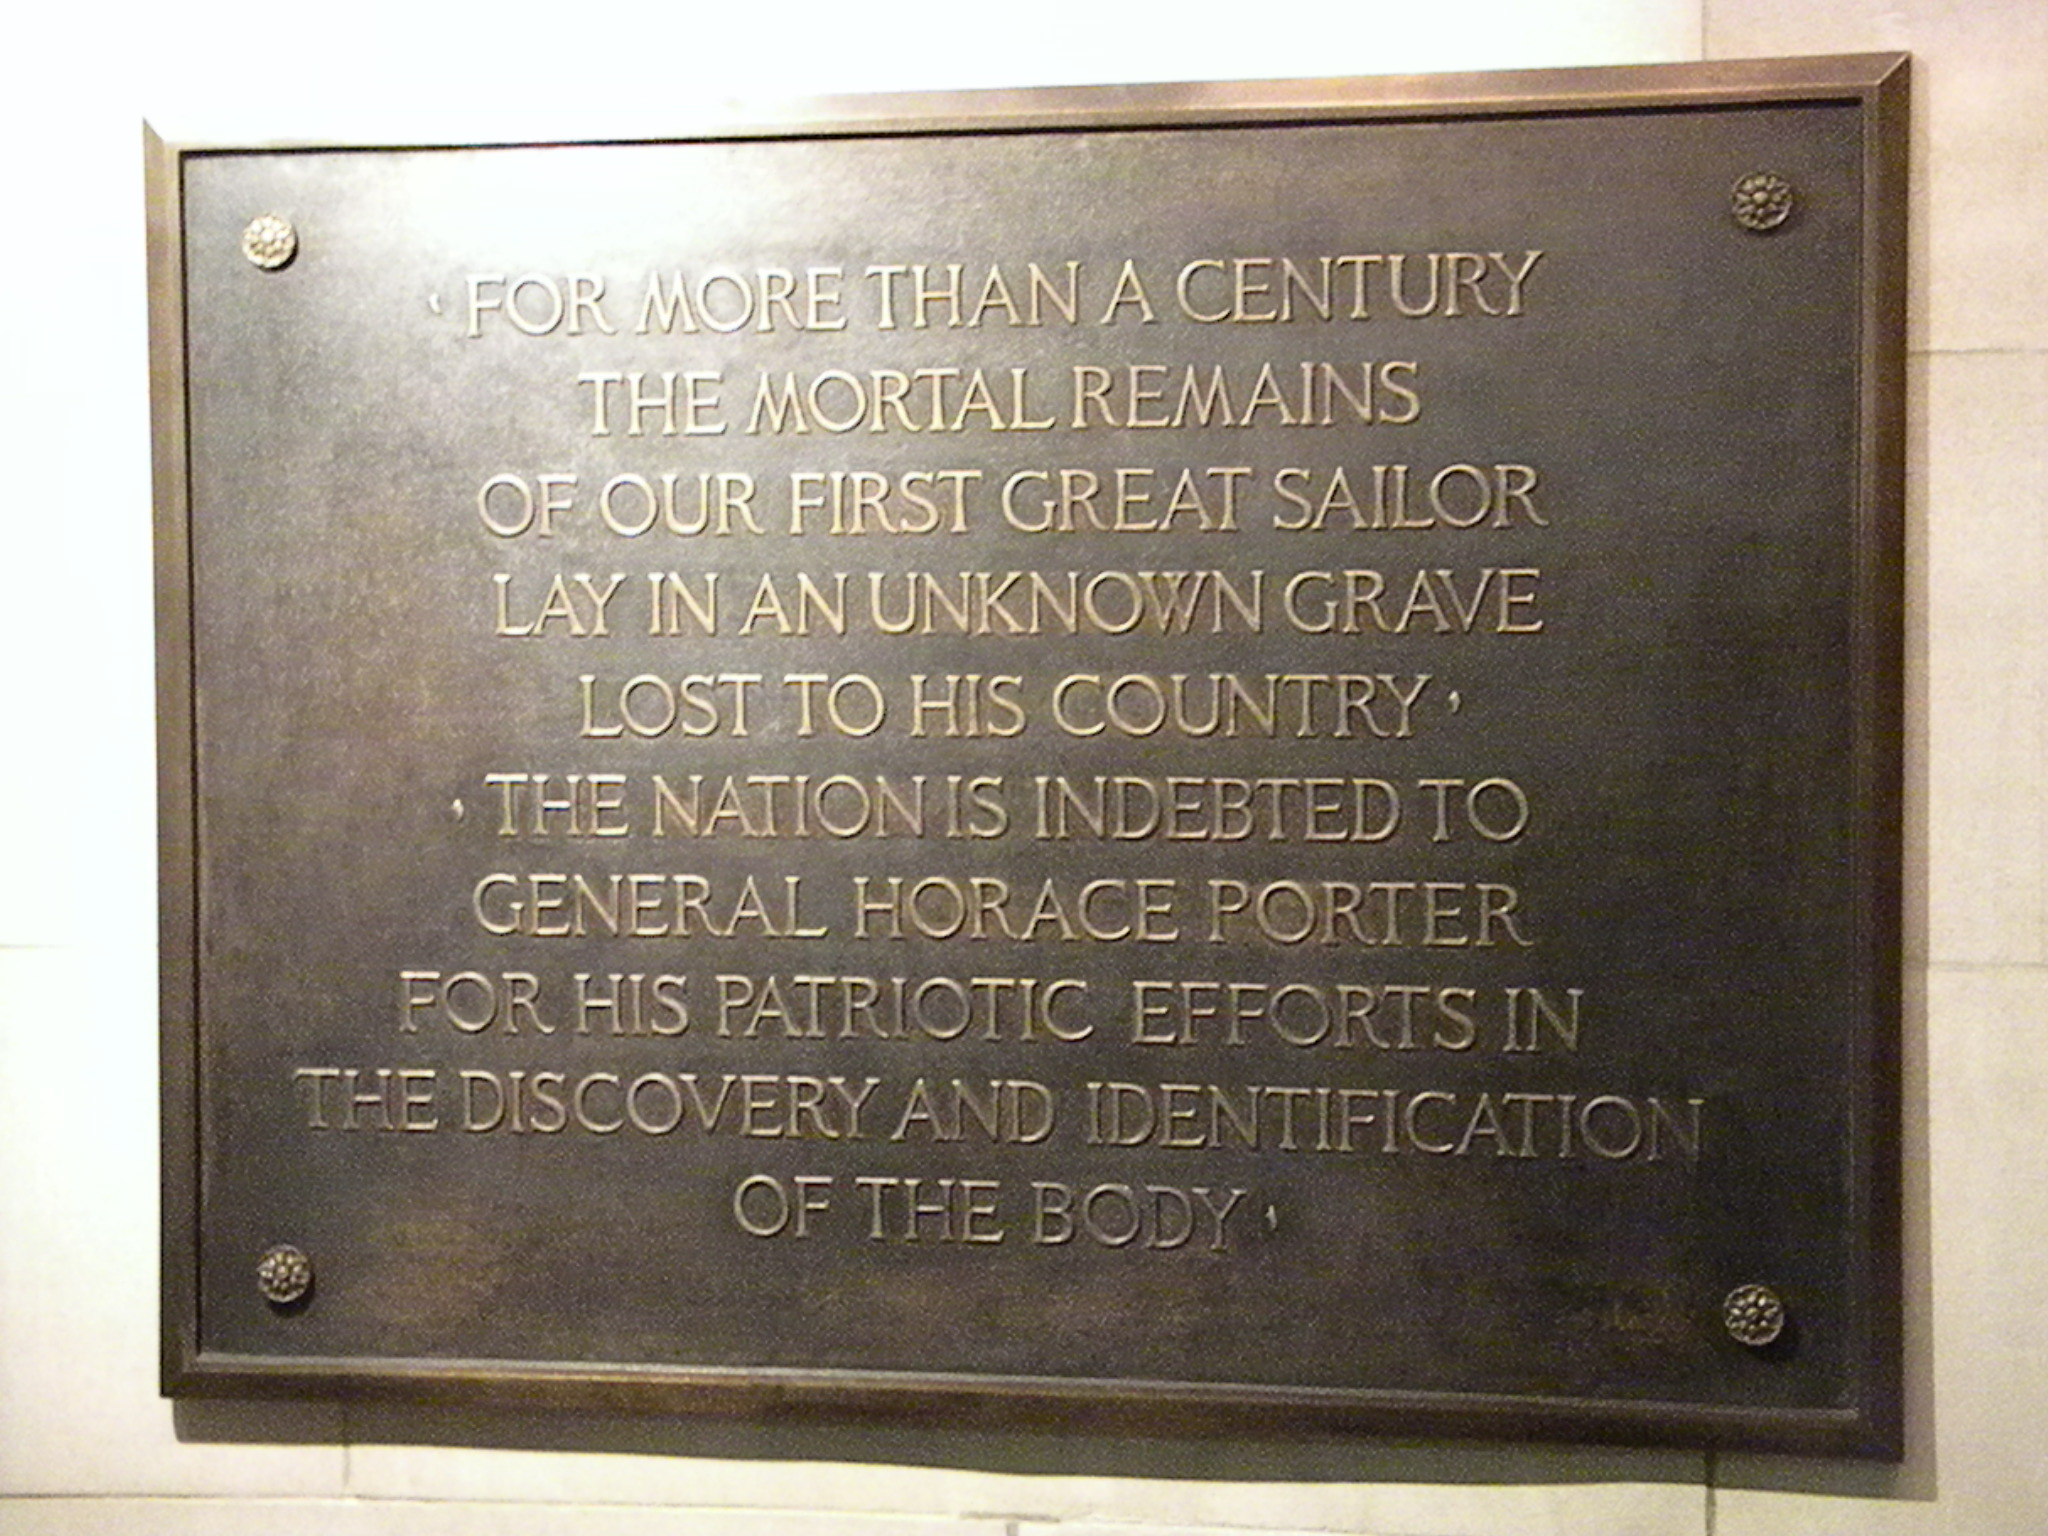 ‘FOR MORE THAN A CENTURY
THE MORTAL REMAINS
OF OUR FIRST GREAT SAILOR
LAY IN AN UNKNOWN GRAVE
LOST TO HIS COUNTRY’
‘THE NATION IS INDEBTED TO
GENERAL HORACE PORTER
FOR HIS PATRIOTIC EFFORTS IN
THE DISCOVERY AND IDENTIFICATION
OF THE BODY’